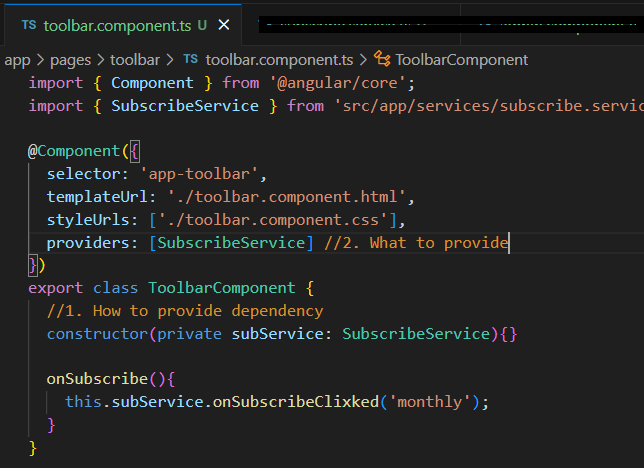 TS toolbar.component.ts U ×
app > pages > toolbar > TS toolbar.component.ts > ToolbarComponent
import { Component } from '@angular/core';
import { SubscribeService } from 'src/app/services/subscribe.servic
@Component({
selector: 'app-toolbar',
templateUrl: './toolbar.component.html',
styleUrls: ['./toolbar.component.css'],
providers: [SubscribeService] //2. What to provide
})
export class ToolbarComponent {
//1. How to provide dependency
constructor(private subService: SubscribeService){}
onSubscribe(){
this.subService.onSubscribeClixked('monthly');
}
}